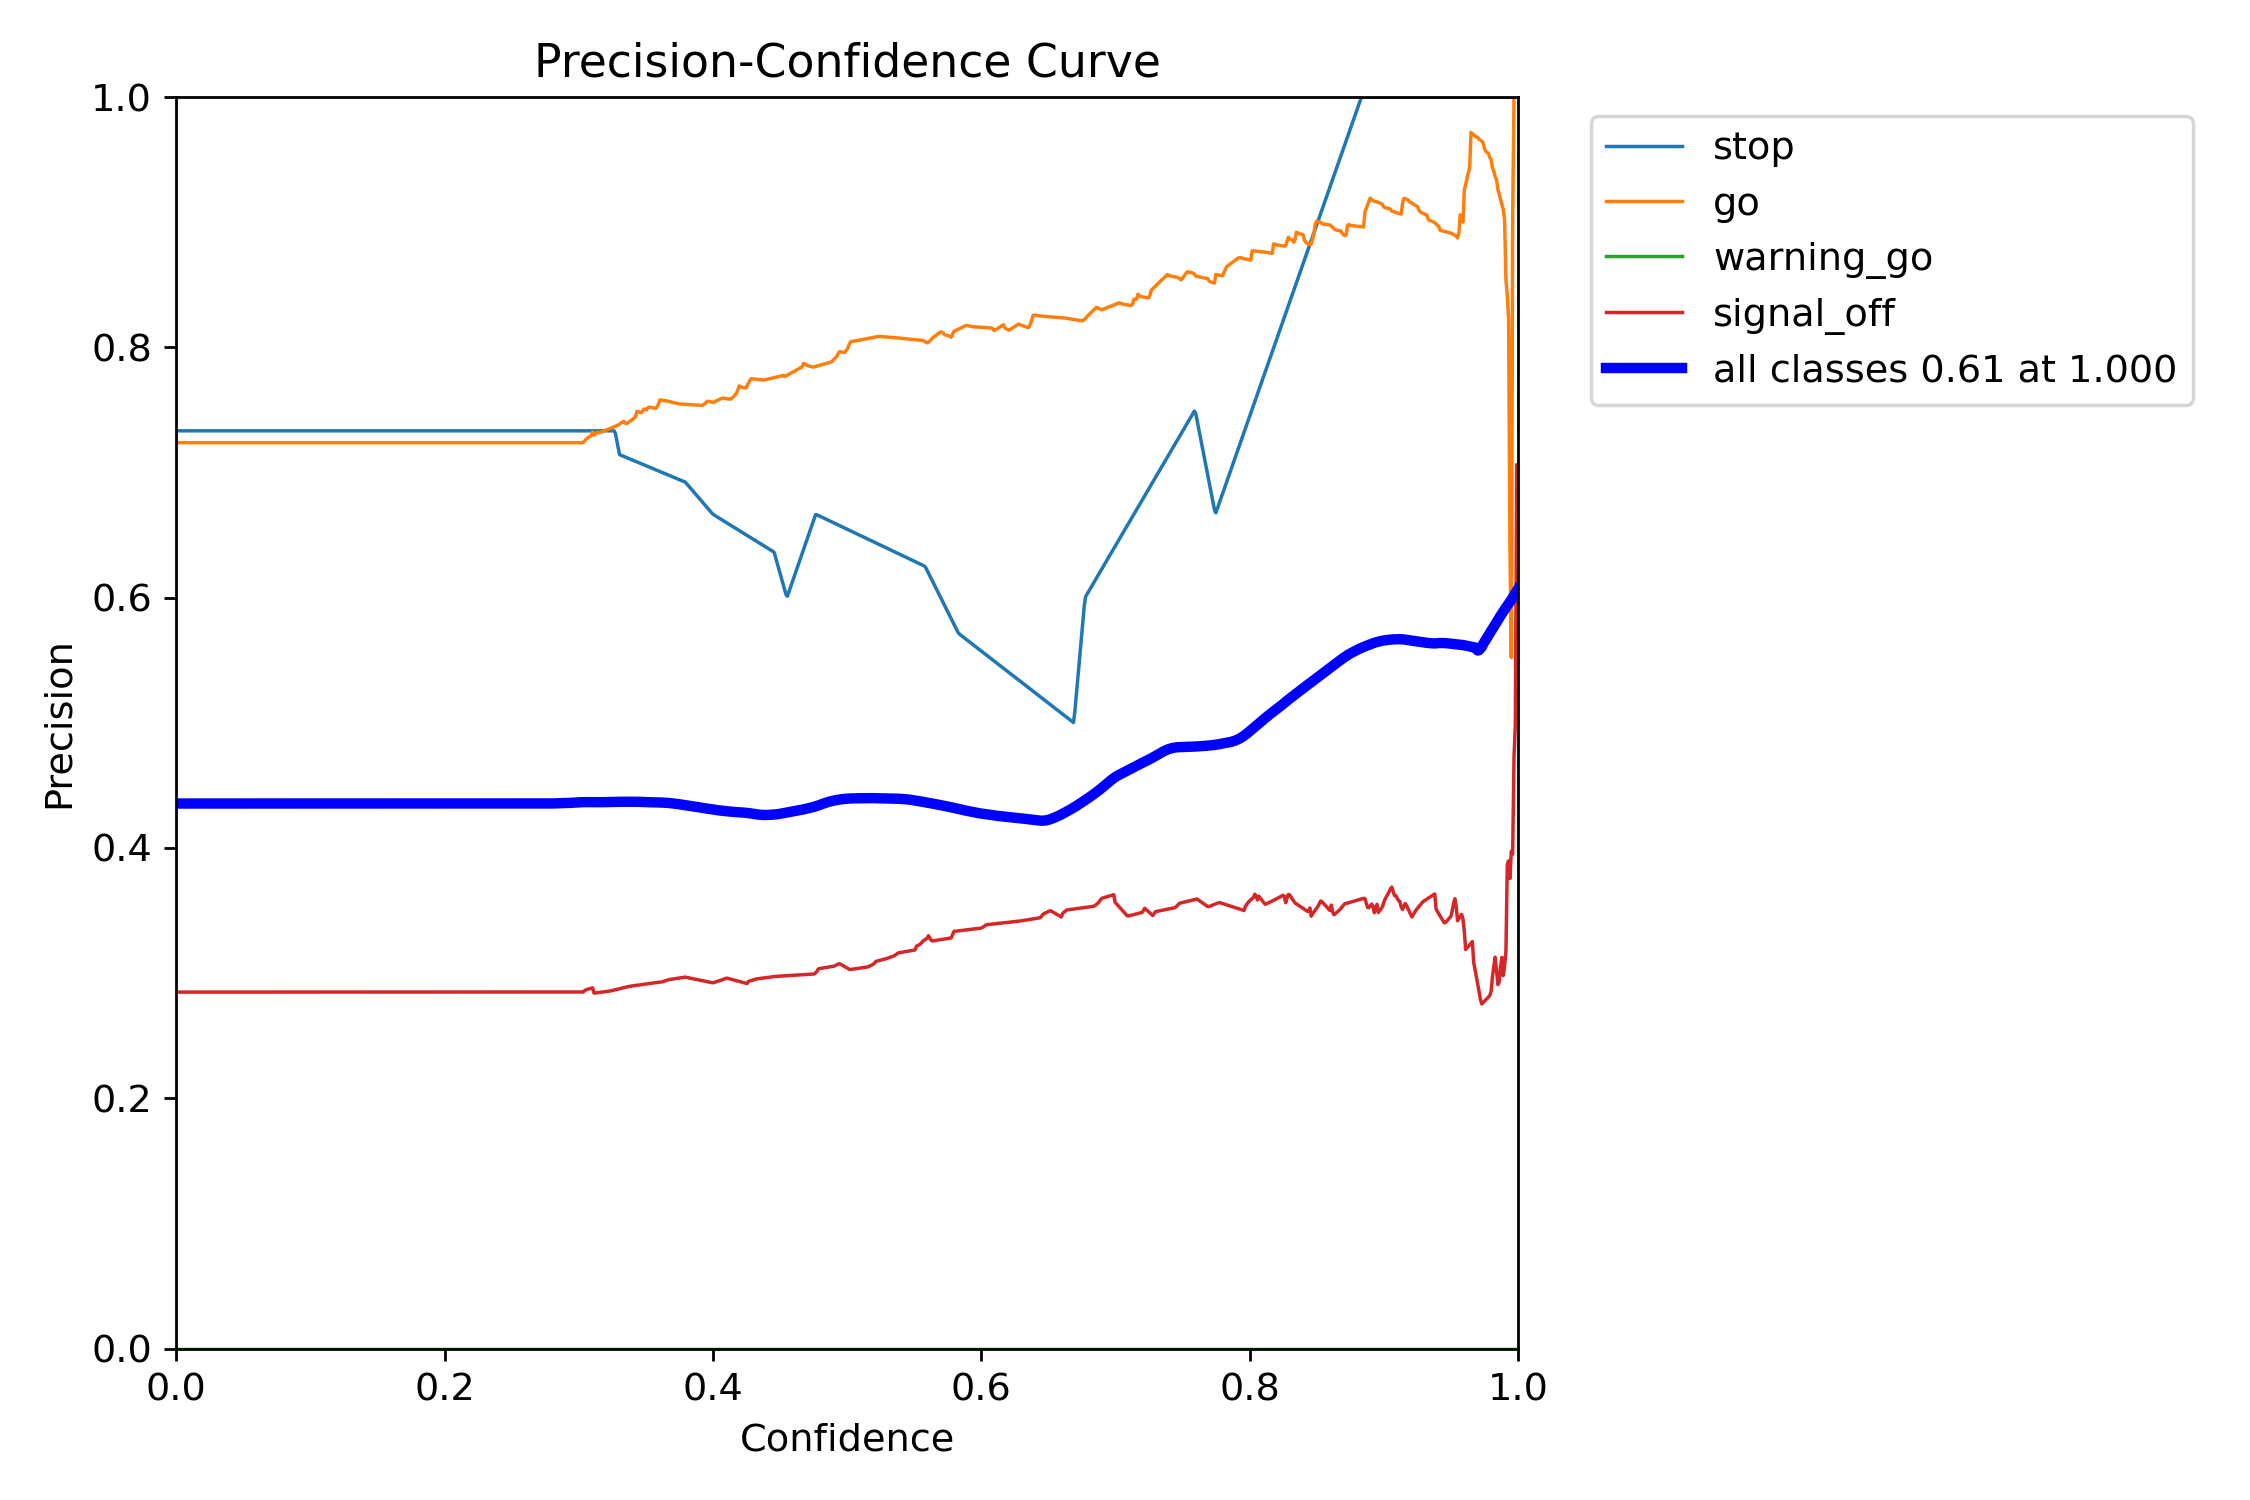 Precision-Confidence Curve
1.0
0.8
0.6
0.4
0.2
0.0
Precision
0.0 0.2 0.4 0.6 0.8 1.0
Confidence
stop
go
warning_go
signal_off
all classes 0.61 at 1.000